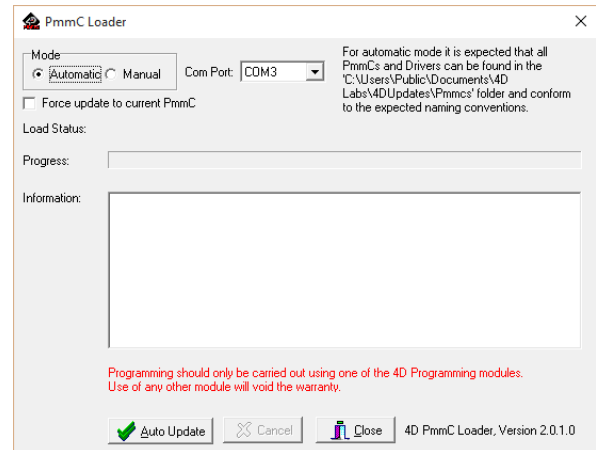 PmmC Loader
Mode
Automatic Manual
Com Port: COM3
For automatic mode it is expected that all
PmmCs and Drivers can be found in the
'C:\Users\Public\Documents\4D
Labs\4DUpdates\Pmmcs' folder and conform
to the expected naming conventions.
Force update to current PmmC
Load Status:
Progress:
Information:
Programming should only be carried out using one of the 4D Programming modules.
Use of any other module will void the warranty.
Auto Update Cancel Close 4D PmmC Loader, Version 2.0.1.0